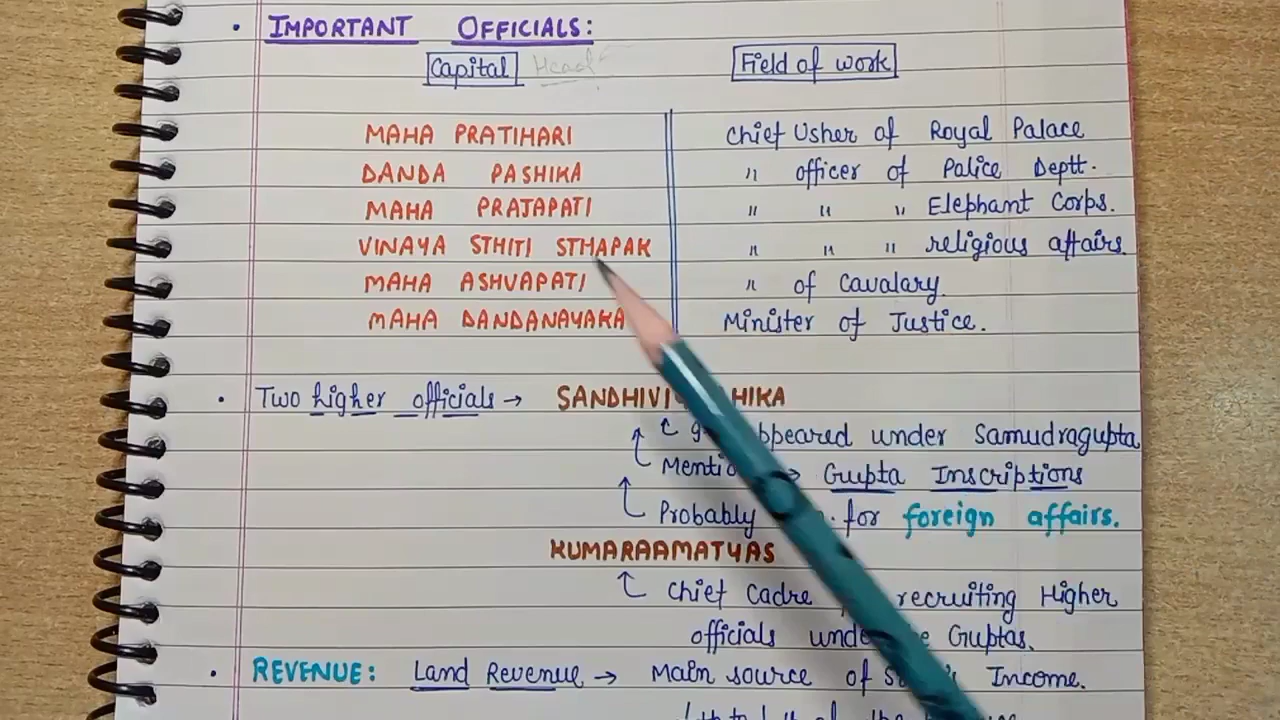 • IMPORTANT OFFICIALS:
Capital Head Field of work
MAHA PRATIHARI Chief Usher of Royal Palace
DANDA PASHIKA " officer of Police Deptt.
MAHA PRAJAPATI " " " Elephant Corps.
VINAYA STHITI STHAPAK " " " religious affairs.
MAHA ASHVAPATI " of Cavalary.
MAHA DANDANAYAKA Minister of Justice.
• Two higher officials → HIKA
under Samudragupta
Gupta Inscriptions
Probably for foreign affairs.
KUMARAAMATYAS
Chief Cadre recruiting Higher
officials Guptas.
• REVENUE: Land Revenue → Main source of Income.